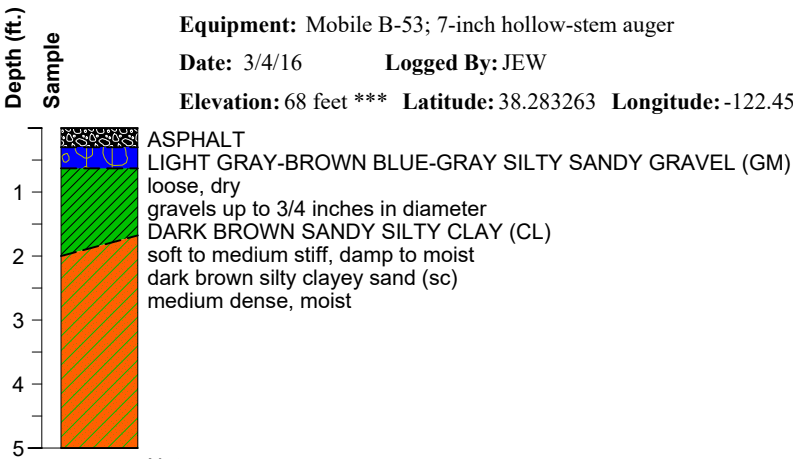 Equipment: Mobile B-53; 7-inch hollow-stem auger
Date: 3/4/16 Logged By: JEW
Elevation: 68 feet *** Latitude: 38.283263 Longitude: -122.45
Depth (ft.)
Sample
ASPHALT
LIGHT GRAY-BROWN BLUE-GRAY SILTY SANDY GRAVEL (GM)
loose, dry
1
gravels up to 3/4 inches in diameter
DARK BROWN SANDY SILTY CLAY (CL)
2
soft to medium stiff, damp to moist
dark brown silty clayey sand (sc)
medium dense, moist
3
4
5